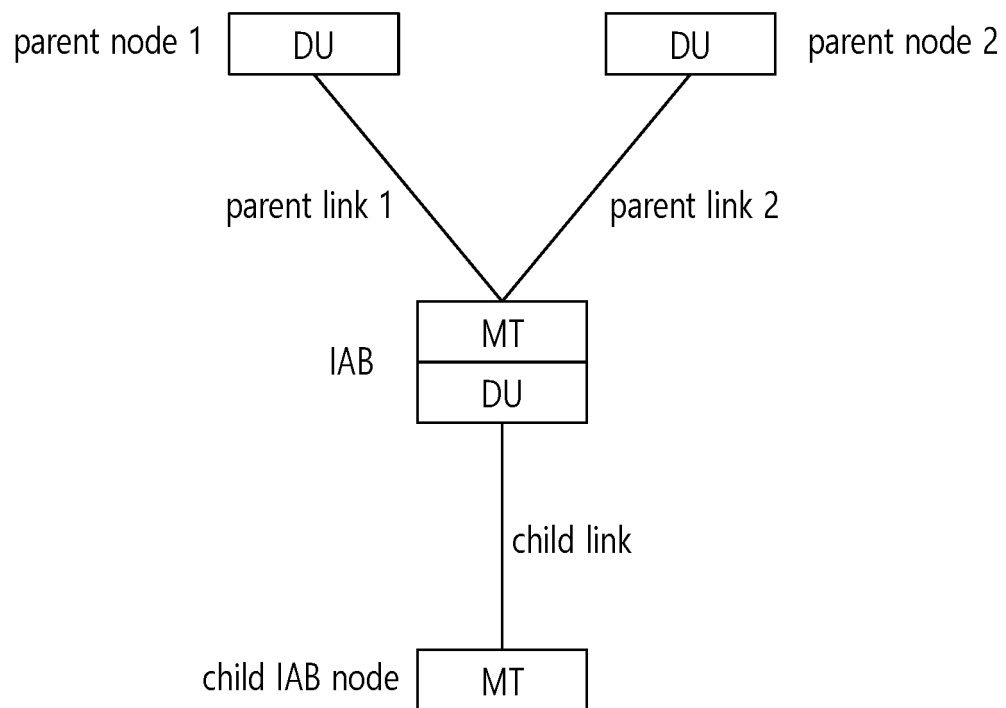 parent node 1
DU
DU
parent node 2
parent link 1
parent link 2
MT
IAB
DU
child link
child IAB node
MT